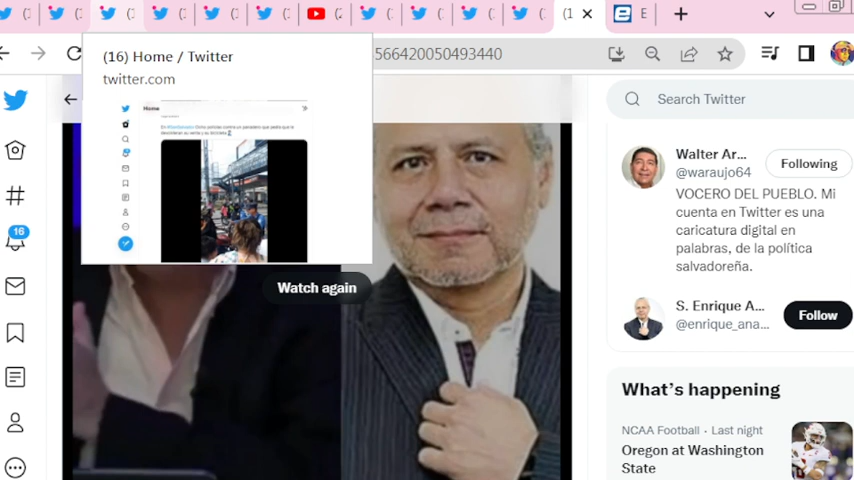 (16) Home / Twitter
twitter.com
566420050493440
Home
Watch again
16
Search Twitter
Walter Ar...
@waraujo64
Following
VOCERO DEL PUEBLO. Mi
cuenta en Twitter es una
caricatura digital en
palabras, de la política
salvadoreña.
S. Enrique A...
@enrique_ana...
Follow
What's happening
NCAA Football · Last night
Oregon at Washington
State